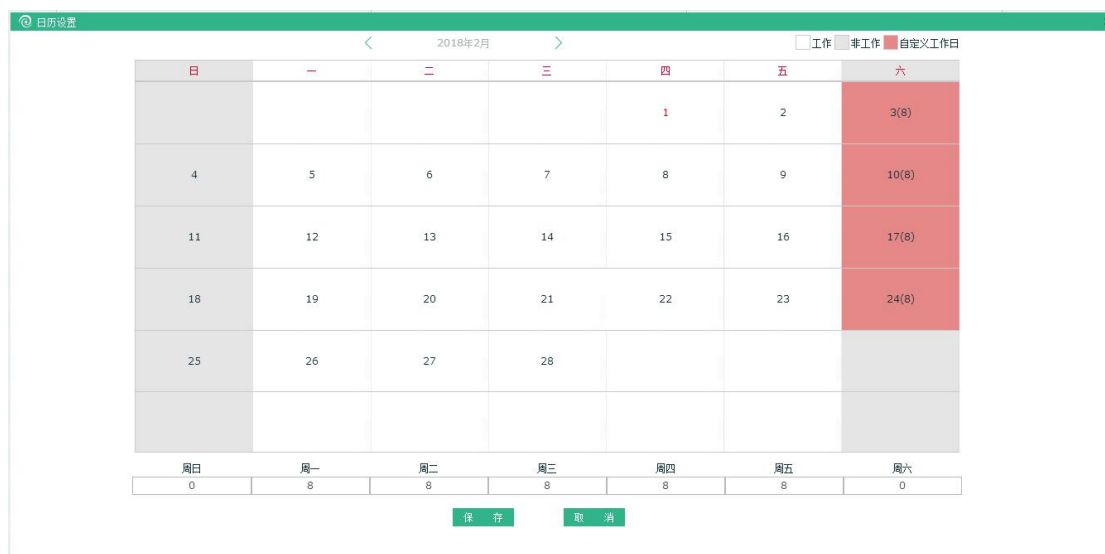 日历设置
2018年2月
工作 非工作 自定义工作日
日 一 二 三 四 五 六
1 2 3(8)
4 5 6 7 8 9 10(8)
11 12 13 14 15 16 17(8)
18 19 20 21 22 23 24(8)
25 26 27 28
周日 周一 周二 周三 周四 周五 周六
0 8 8 8 8 8 0
保 存 取 消